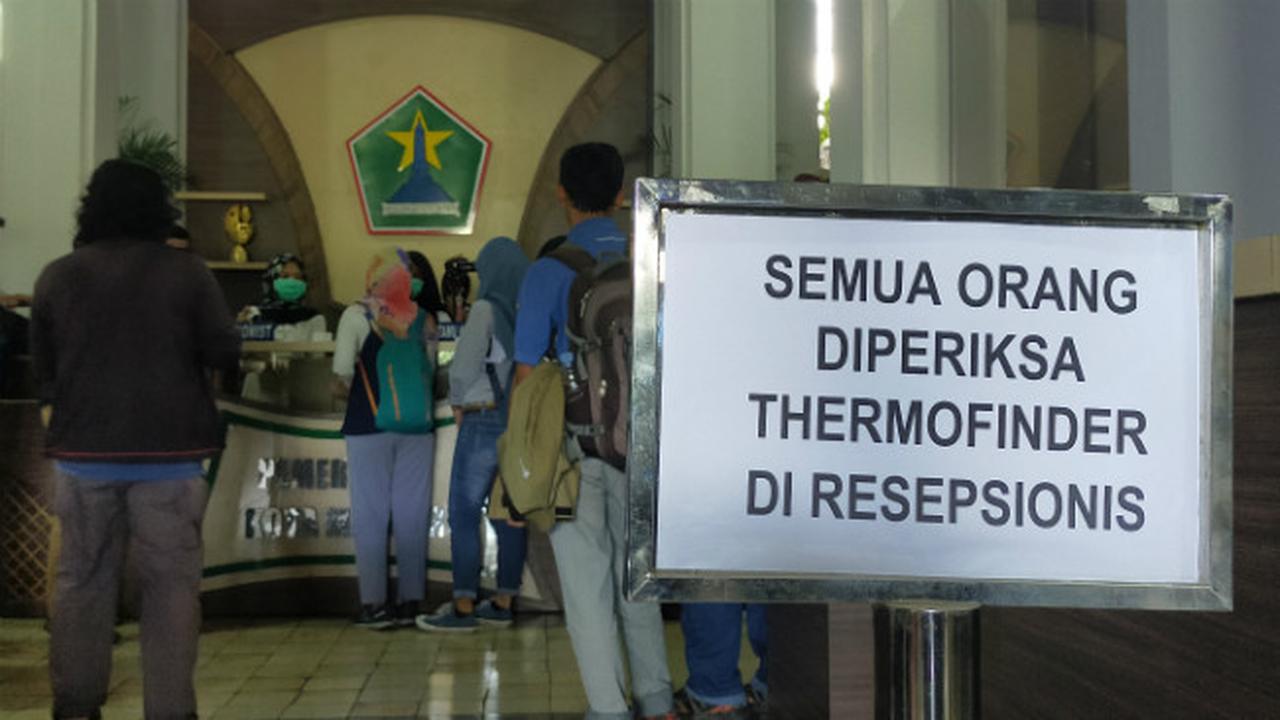 SEMUA ORANG
DIPERIKSA
THERMOFINDER
DI RESEPSIONIS